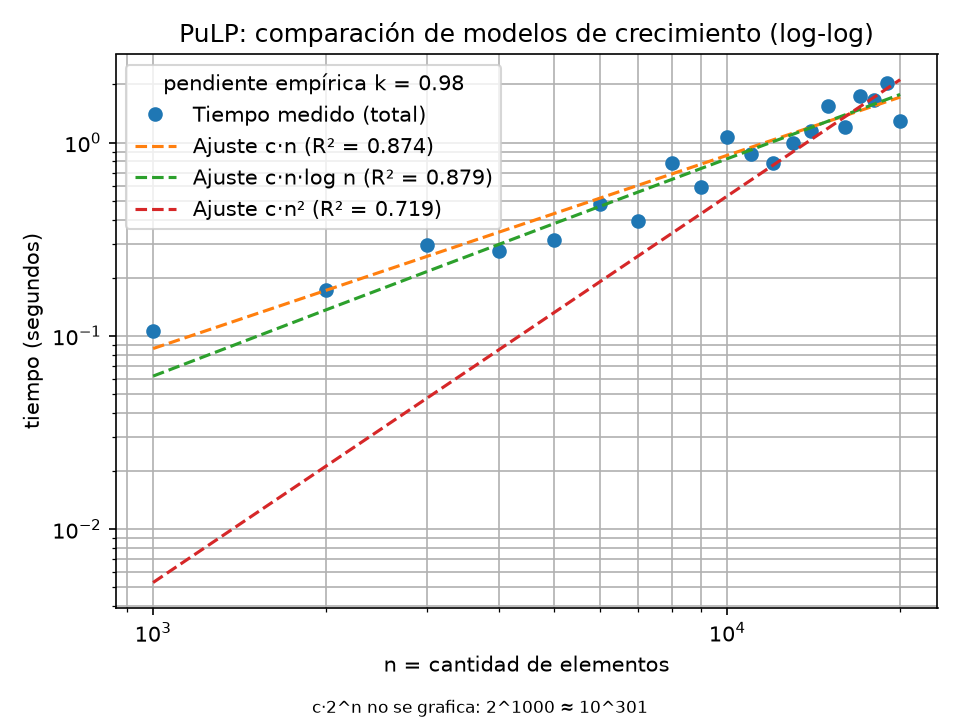 PuLP: comparación de modelos de crecimiento (log-log)
pendiente empírica k = 0.98
Tiempo medido (total)
Ajuste c·n (R² = 0.874)
Ajuste c·n·log n (R² = 0.879)
Ajuste c·n² (R² = 0.719)
tiempo (segundos)
10⁰
10⁻¹
10⁻²
10³
10⁴
n = cantidad de elementos
c·2^n no se grafica: 2^1000 ≈ 10^301